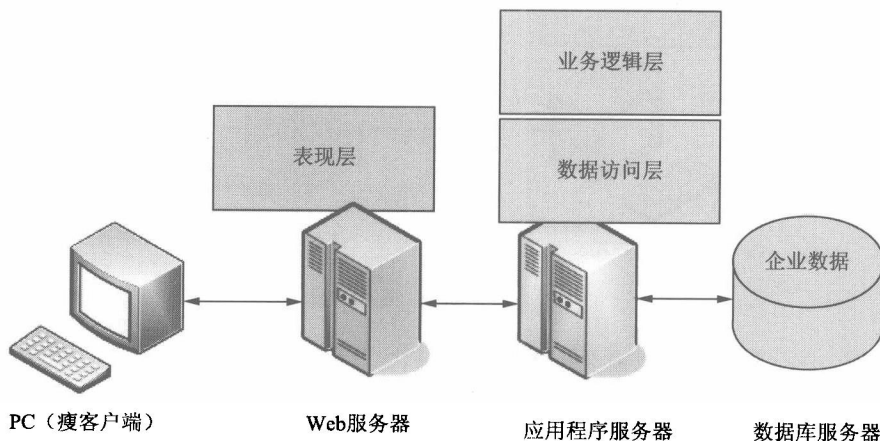 业务逻辑层
表现层
数据访问层
企业数据
PC（瘦客户端）
Web服务器
应用程序服务器
数据库服务器